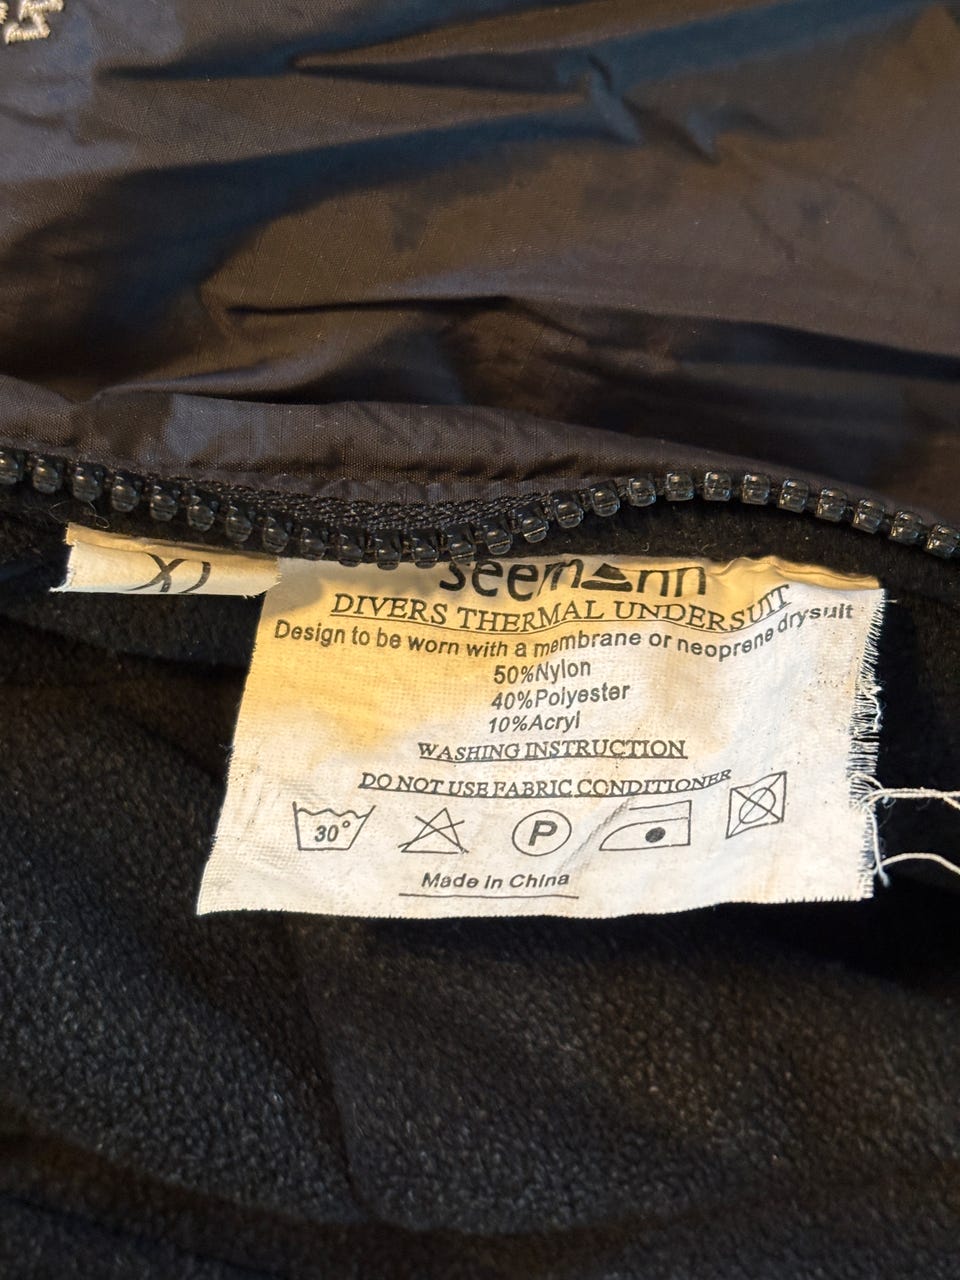 XL
seemann
DIVERS THERMAL UNDERSUIT
Design to be worn with a membrane or neoprene drysuit
50%Nylon
40%Polyester
10%Acryl
WASHING INSTRUCTION
DO NOT USE FABRIC CONDITIONER
30°
P
Made in China